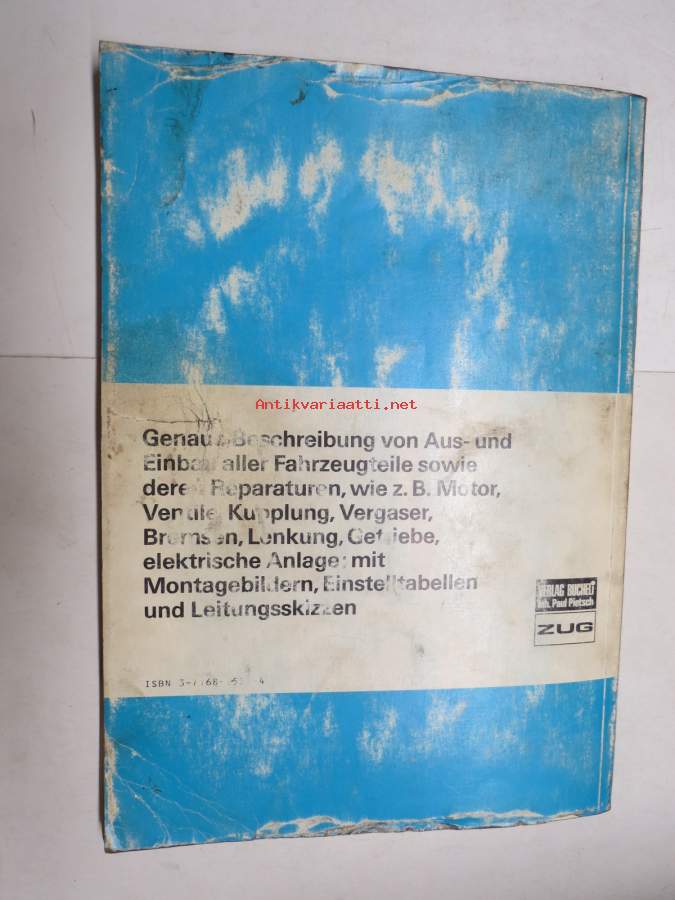 Antikvariaatti.net
Genaue Beschreibung von Aus- und
Einbau aller Fahrzeugteile sowie
deren Reparaturen, wie z. B. Motor,
Ventile, Kupplung, Vergaser,
Bremsen, Lenkung, Getriebe,
elektrische Anlage; mit
Montagebildern, Einstelltabellen
und Leitungsskizzen
VERLAG BUCHELI
Inh. Paul Pietsch
ZUG
ISBN